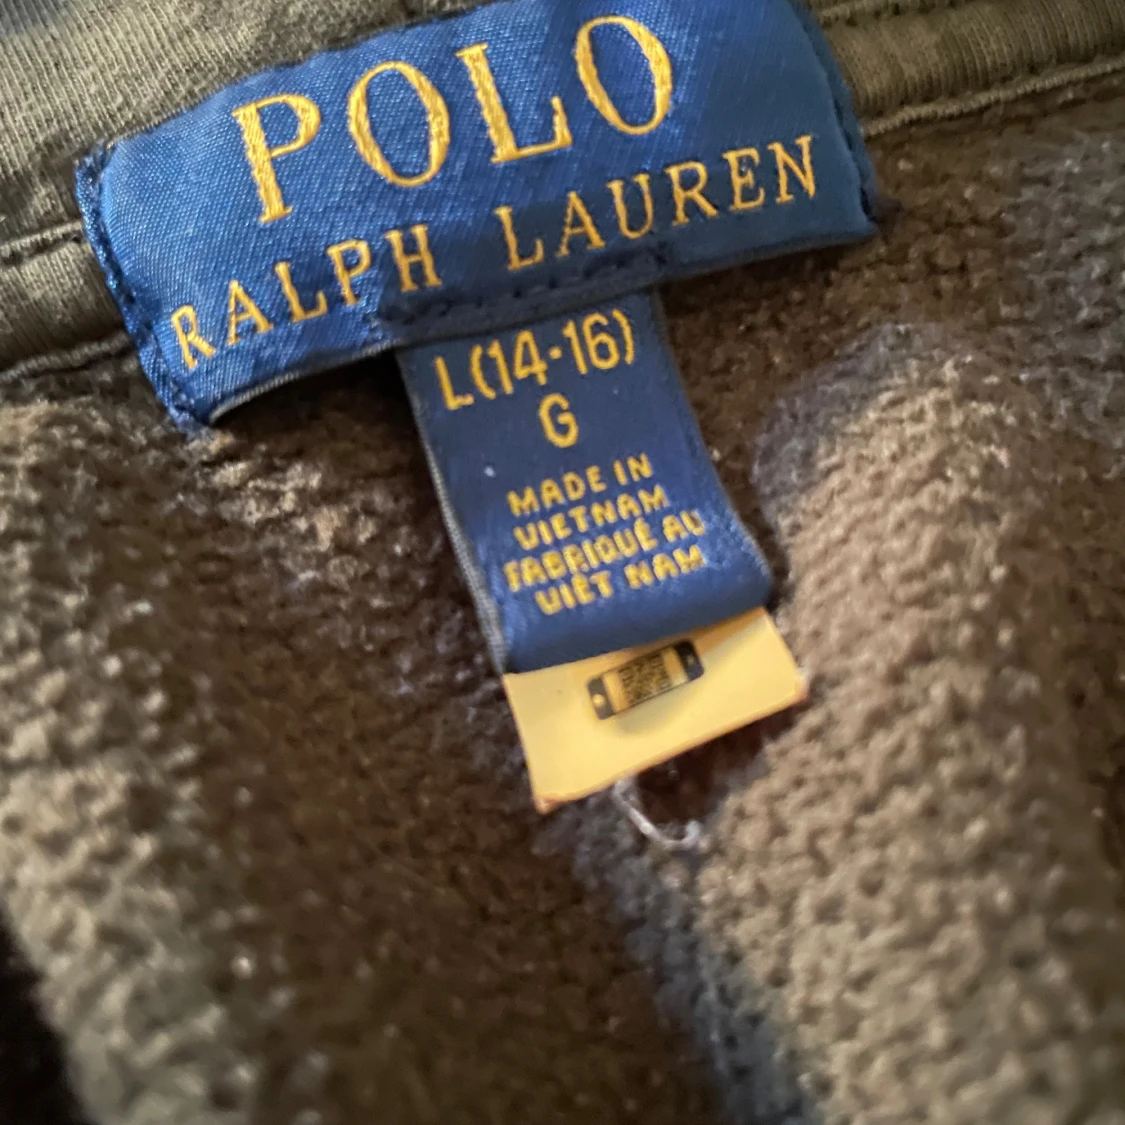 POLO
RALPH LAUREN
L(14-16)
G
MADE IN
VIETNAM
FABRIQUÉ AU
VIÊT NAM